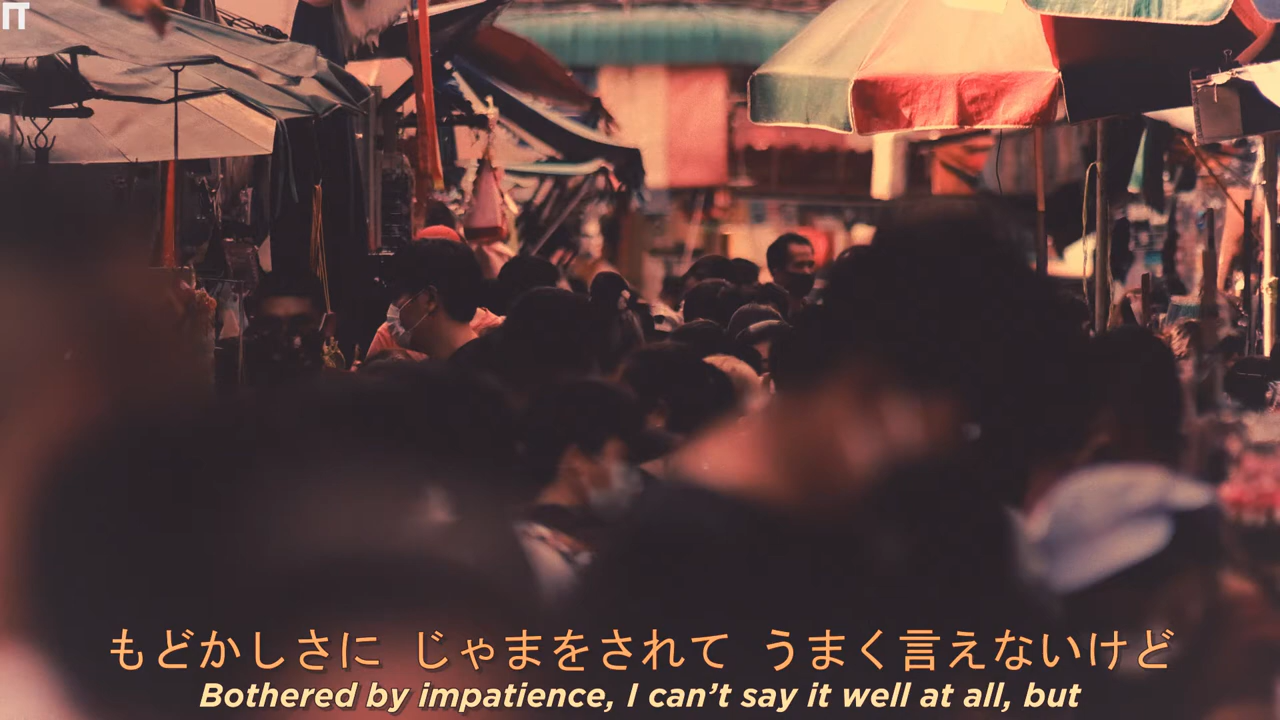 IT
もどかしさに じゃまをされて うまく言えないけど
Bothered by impatience, I can't say it well at all, but